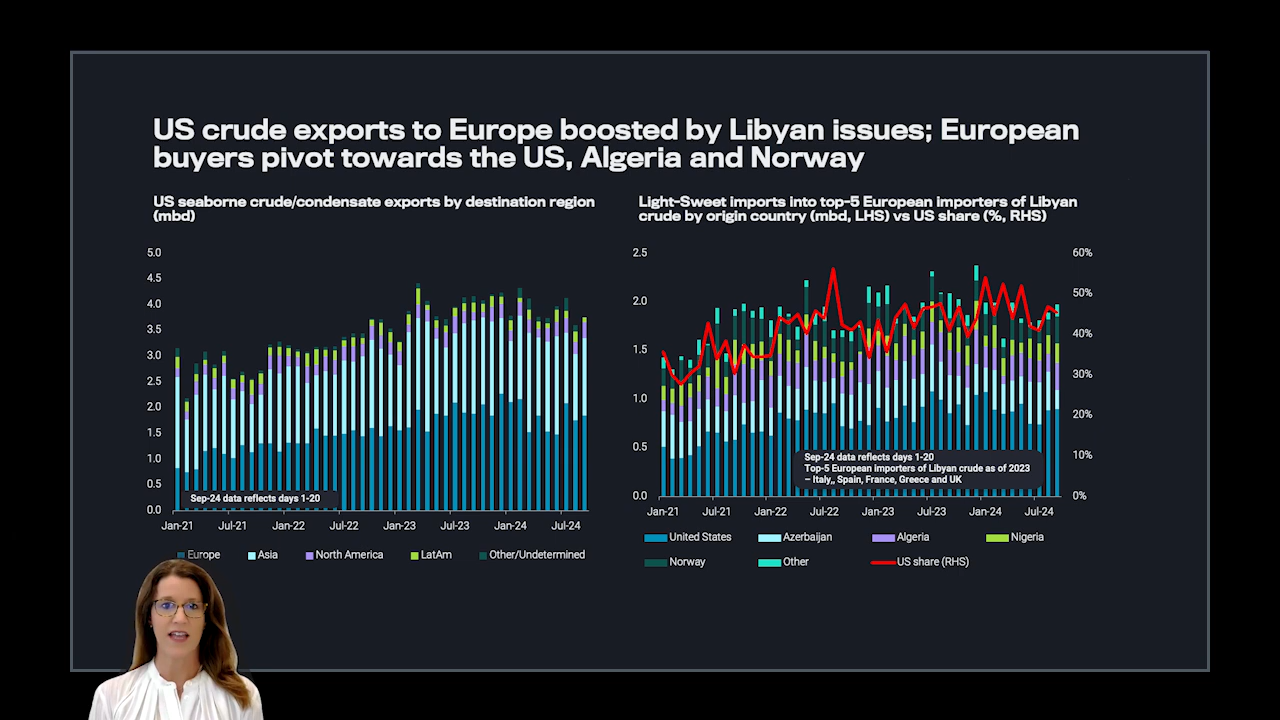 US crude exports to Europe boosted by Libyan issues; European
buyers pivot towards the US, Algeria and Norway
US seaborne crude/condensate exports by destination region
(mbd)
5.0
4.5
4.0
3.5
3.0
2.5
2.0
1.5
1.0
0.5
0.0
Sep-24 data reflects days 1-20
Jan-21 Jul-21 Jan-22 Jul-22 Jan-23 Jul-23 Jan-24 Jul-24
Europe Asia North America LatAm Other/Undetermined
Light-Sweet imports into top-5 European importers of Libyan
crude by origin country (mbd, LHS) vs US share (%, RHS)
2.5
2.0
1.5
1.0
0.5
0.0
60%
50%
40%
30%
20%
10%
0%
Sep-24 data reflects days 1-20
Top-5 European importers of Libyan crude as of 2023
– Italy,, Spain, France, Greece and UK
Jan-21 Jul-21 Jan-22 Jul-22 Jan-23 Jul-23 Jan-24 Jul-24
United States Azerbaijan Algeria Nigeria
Norway Other US share (RHS)